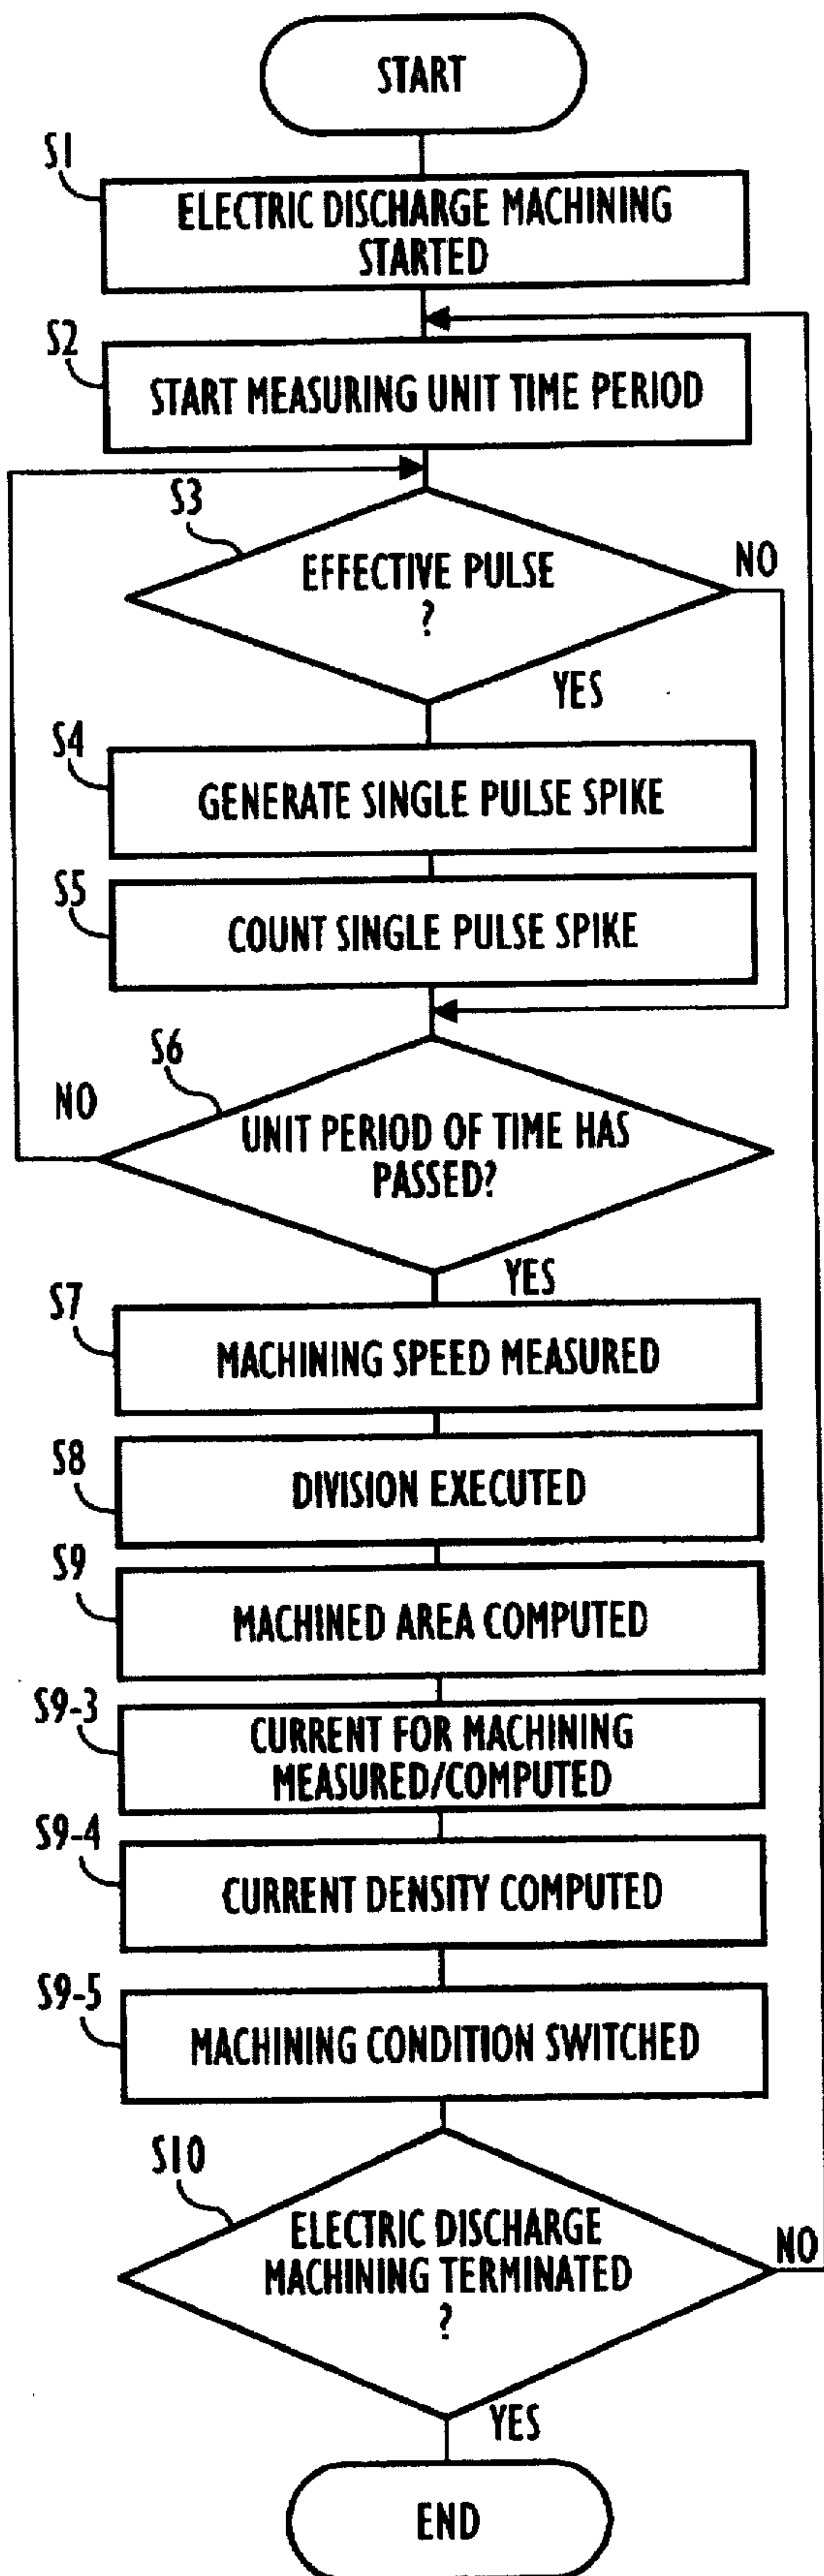 START
S1
ELECTRIC DISCHARGE MACHINING
STARTED
S2
START MEASURING UNIT TIME PERIOD
S3
EFFECTIVE PULSE
?
NO
YES
S4
GENERATE SINGLE PULSE SPIKE
S5
COUNT SINGLE PULSE SPIKE
S6
NO
UNIT PERIOD OF TIME HAS
PASSED?
YES
S7
MACHINING SPEED MEASURED
S8
DIVISION EXECUTED
S9
MACHINED AREA COMPUTED
S9-3
CURRENT FOR MACHINING
MEASURED/COMPUTED
S9-4
CURRENT DENSITY COMPUTED
S9-5
MACHINING CONDITION SWITCHED
S10
ELECTRIC DISCHARGE
MACHINING TERMINATED
?
NO
YES
END